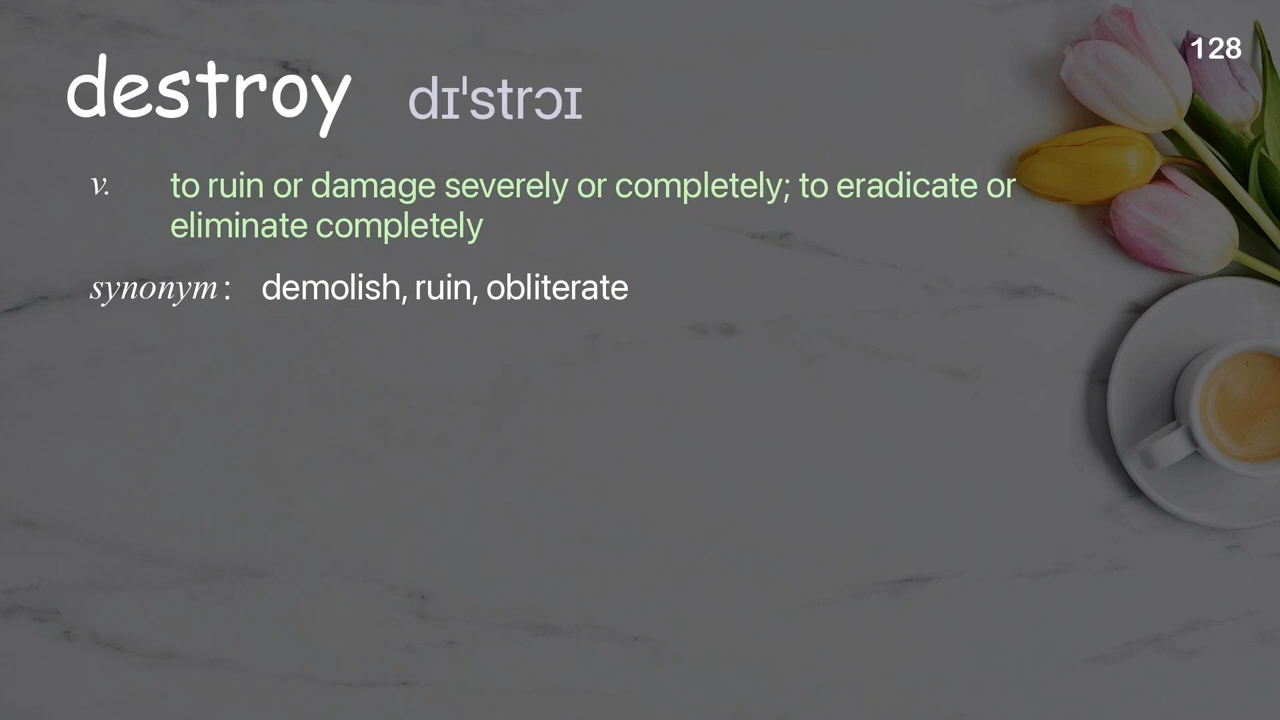 128
destroy dɪˈstrɔɪ
v. to ruin or damage severely or completely; to eradicate or
eliminate completely
synonym : demolish, ruin, obliterate